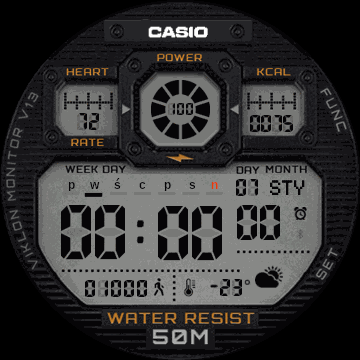 CASIO
POWER
HEART
KCAL
100
72
0075
RATE
VIKLON MONITOR V13
FUNC
WEEK DAY
DAY MONTH
p w ś c p s n
07 STY
00:00
00
01000
-23°
SET
WATER RESIST
50M